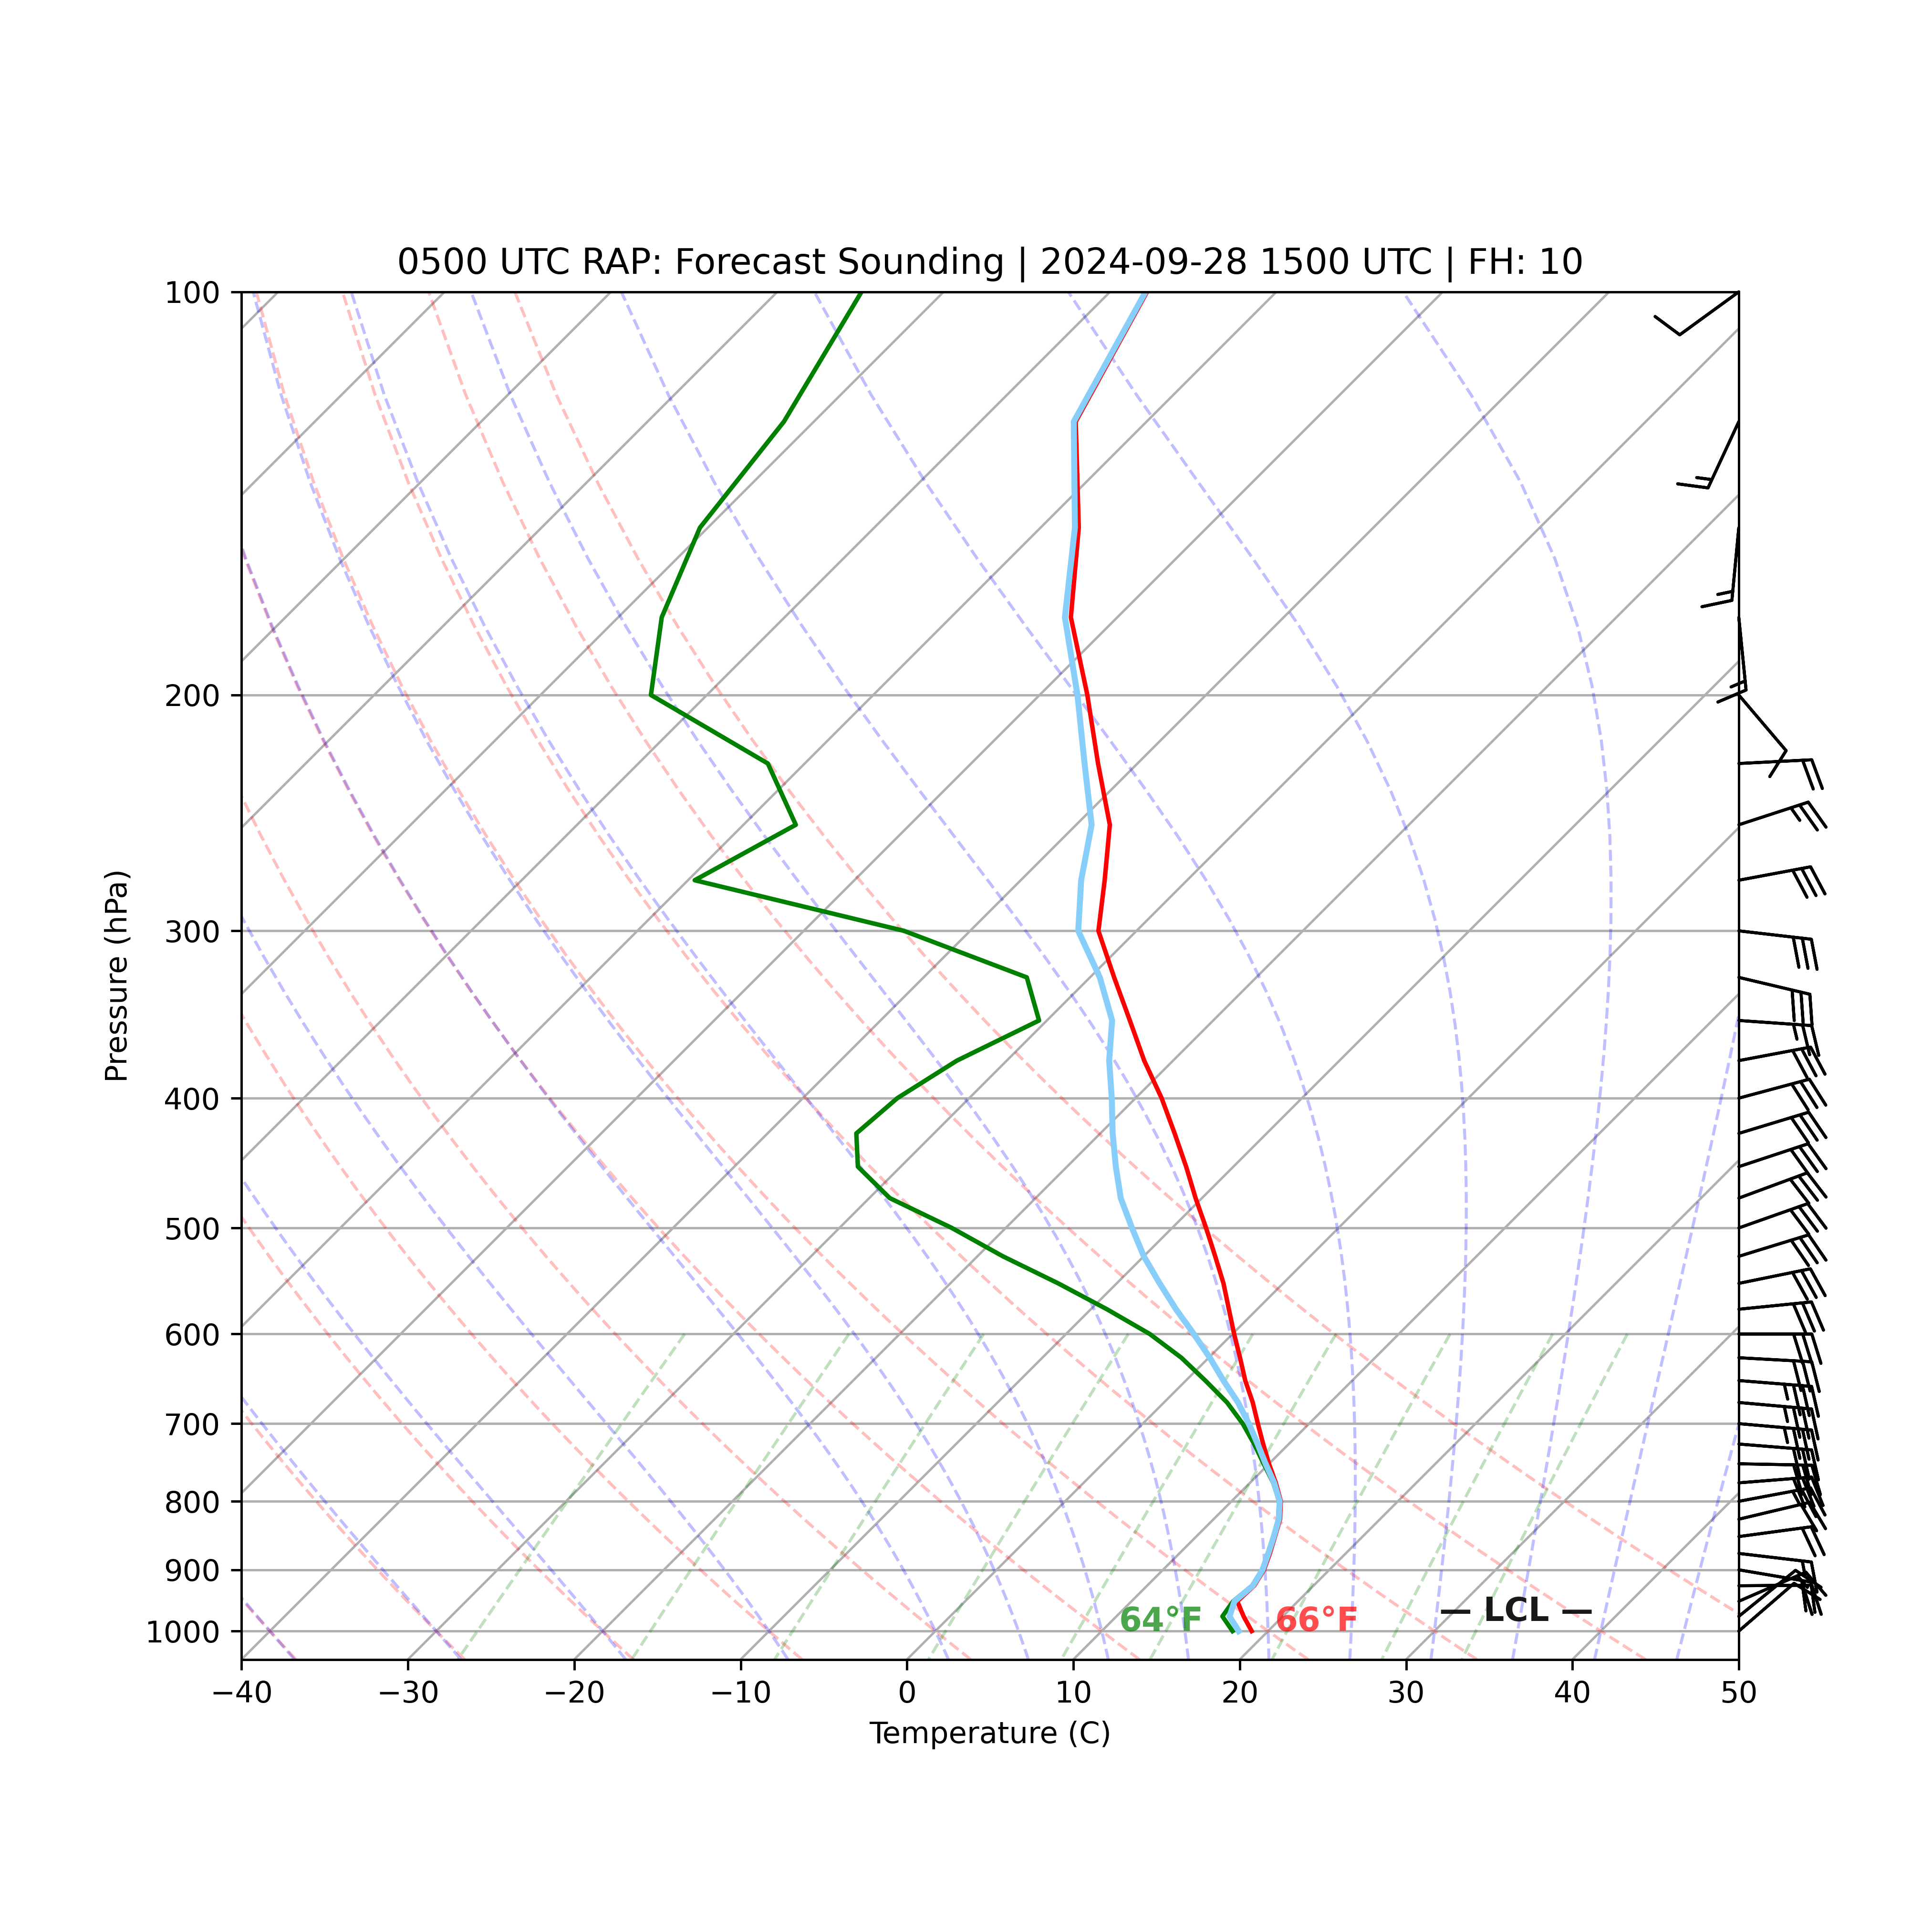 0500 UTC RAP: Forecast Sounding | 2024-09-28 1500 UTC | FH: 10
100
200
300
400
500
600
700
800
900
1000
Pressure (hPa)
64°F 66°F — LCL —
−40 −30 −20 −10 0 10 20 30 40 50
Temperature (C)